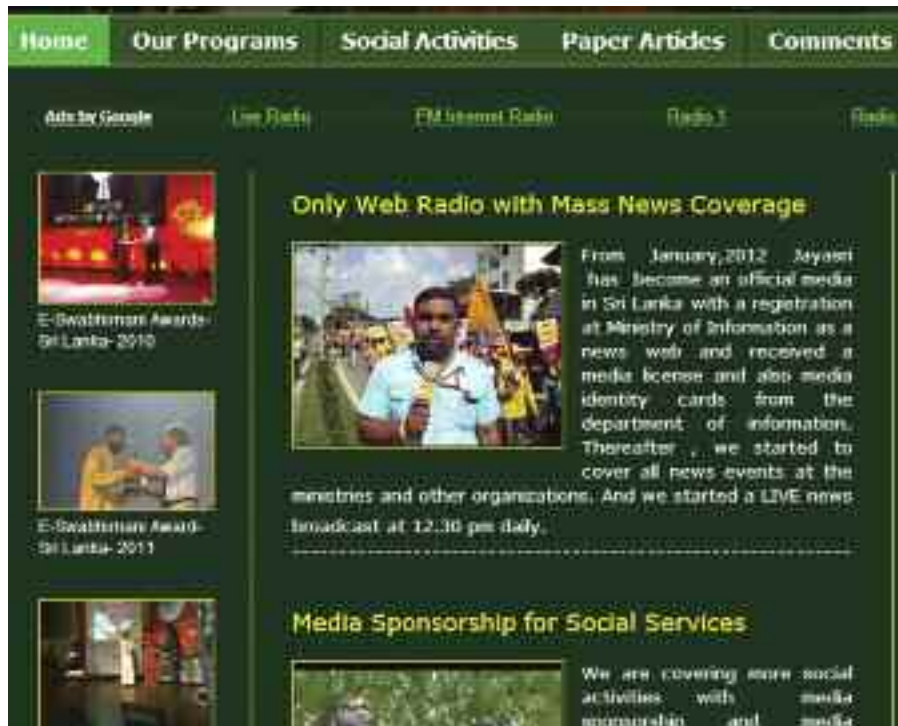 Home Our Programs Social Activities Paper Articles Comments
Ads by Google Live Radio FM Internet Radio Radio 1 Radio
E-Swabhimani Awards-
Sri Lanka- 2010
E-Swabhimani Award-
Sri Lanka- 2011
Only Web Radio with Mass News Coverage
From January,2012 Jayasri
has become an official media
in Sri Lanka with a registration
at Ministry of Information as a
news web and received a
media license and also media
identity cards from the
department of information.
Thereafter , we started to
cover all news events at the
ministries and other organizations. And we started a LIVE news
broadcast at 12.30 pm daily.
Media Sponsorship for Social Services
We are covering more social
activities with media
sponsorship and made